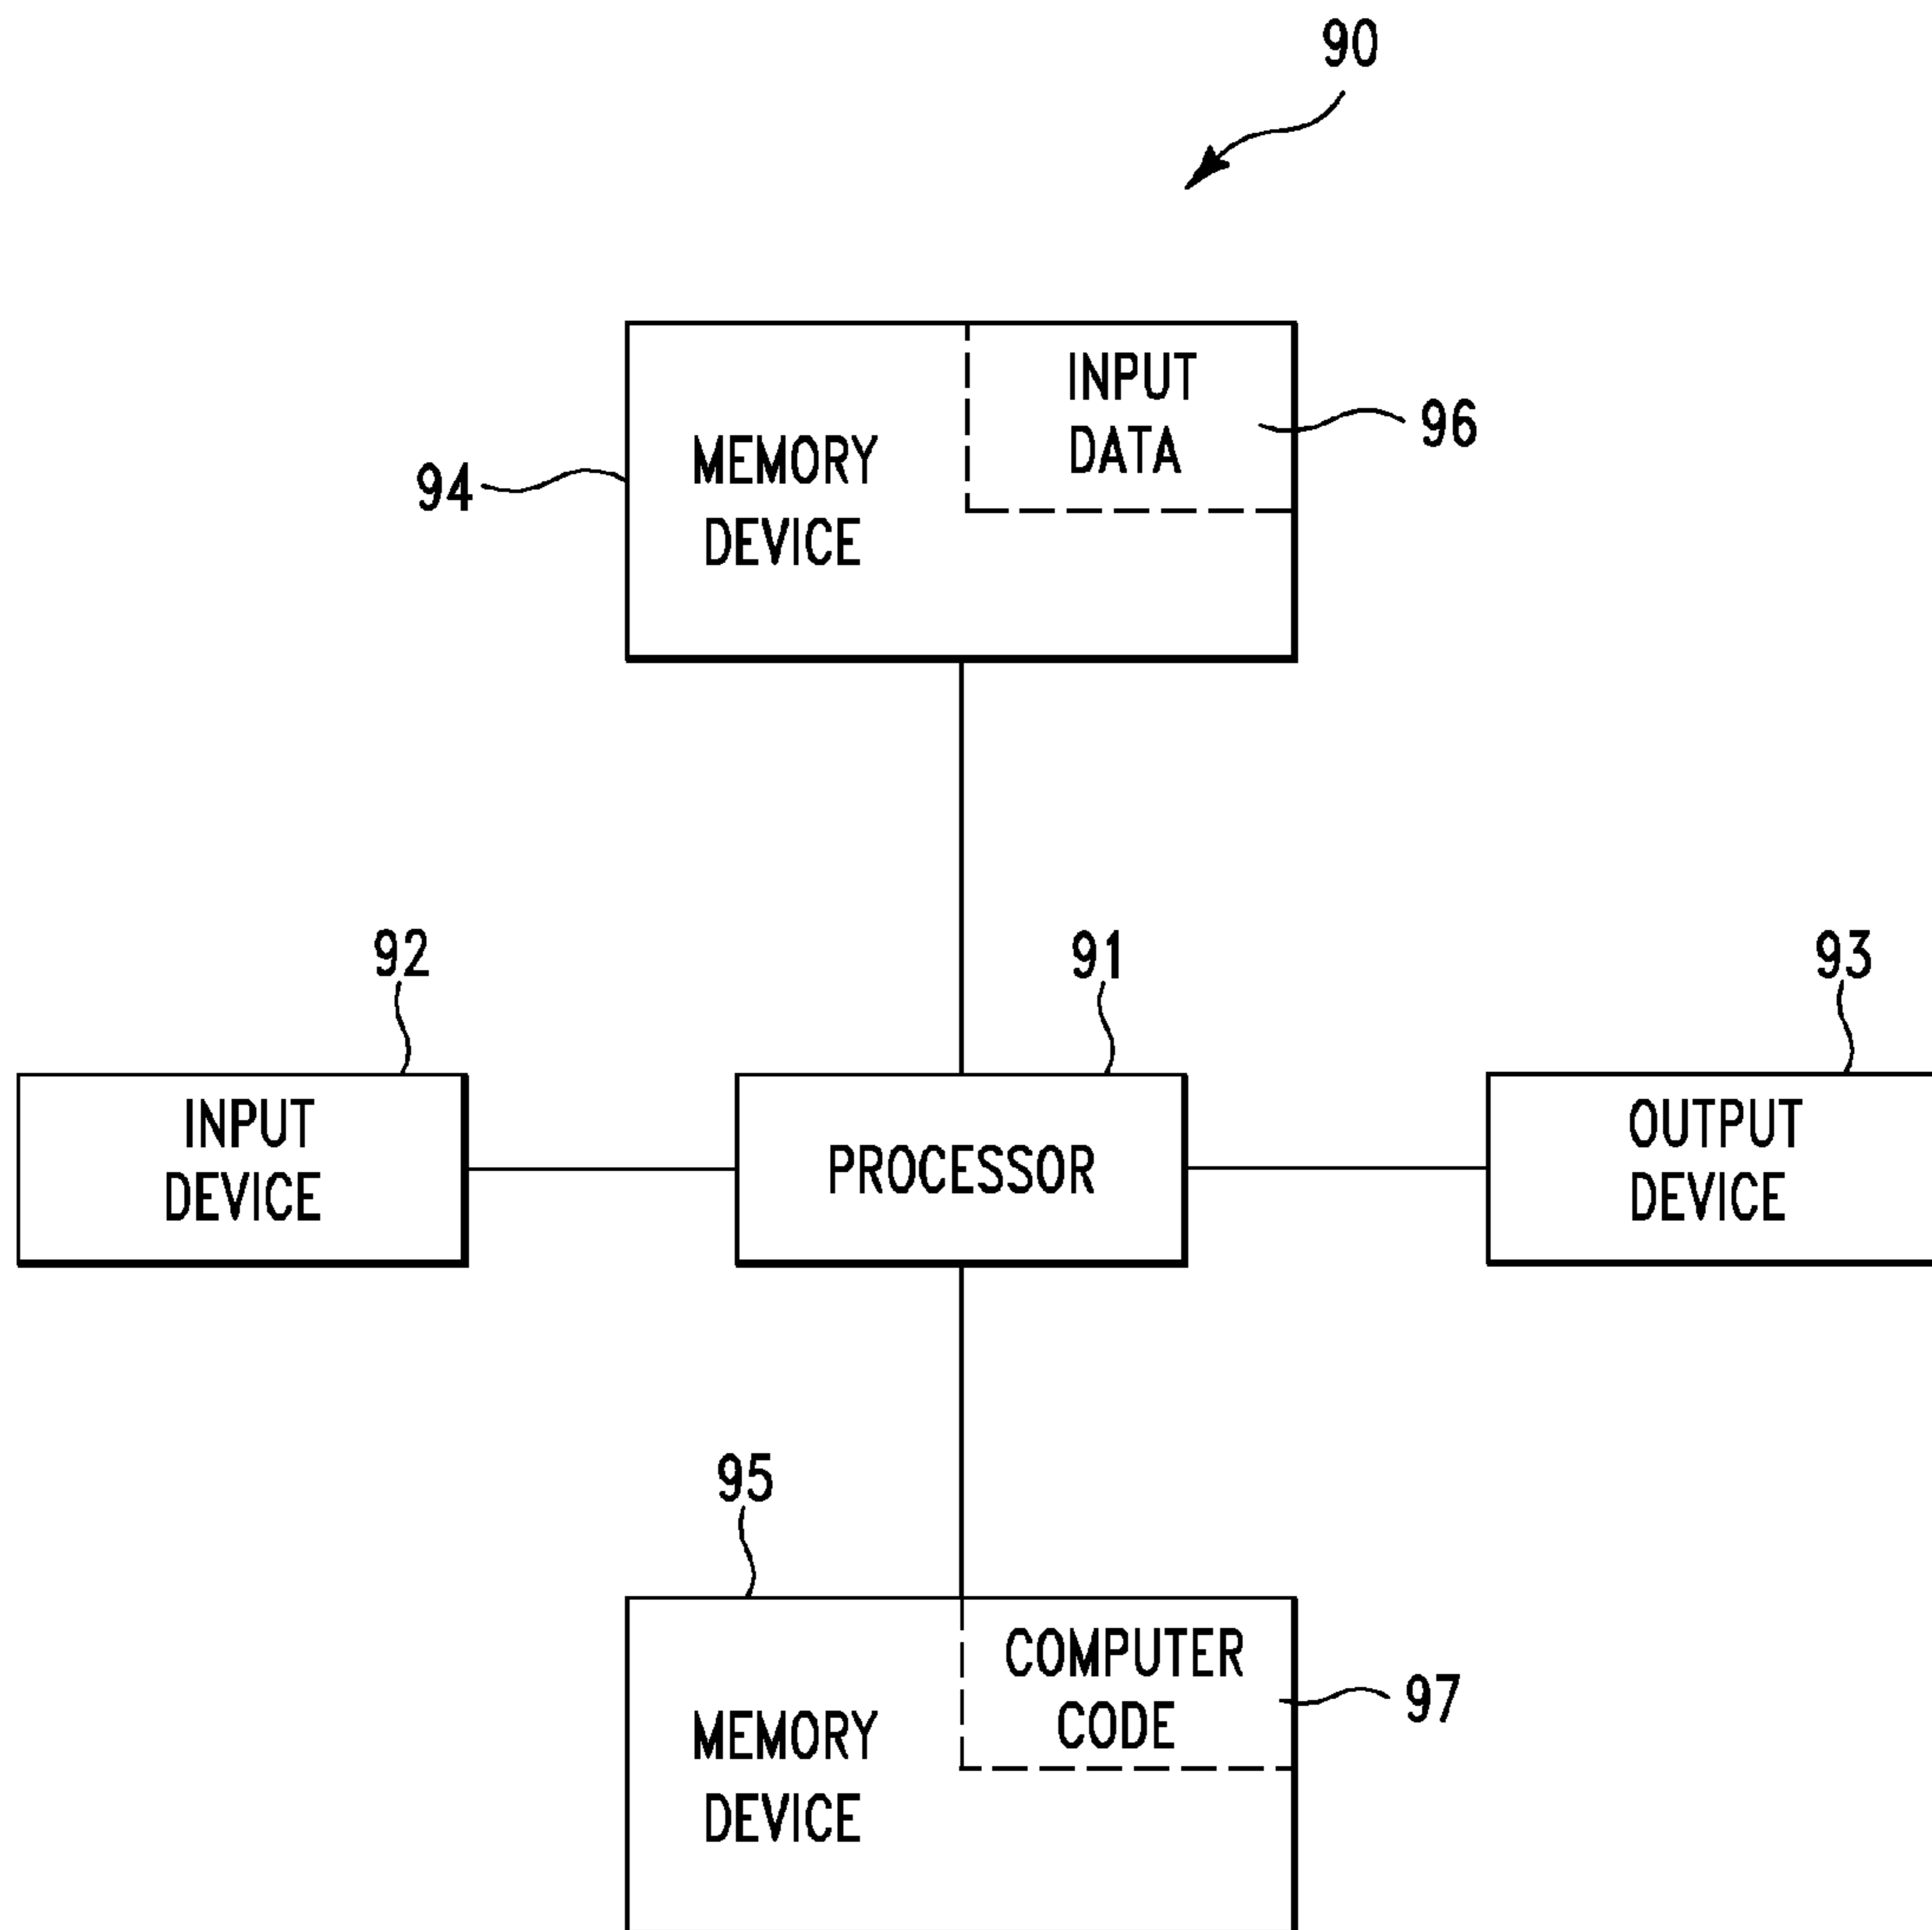 90
INPUT
DATA
96
MEMORY
DEVICE
94
92
91
93
INPUT
DEVICE
PROCESSOR
OUTPUT
DEVICE
95
COMPUTER
CODE
97
MEMORY
DEVICE